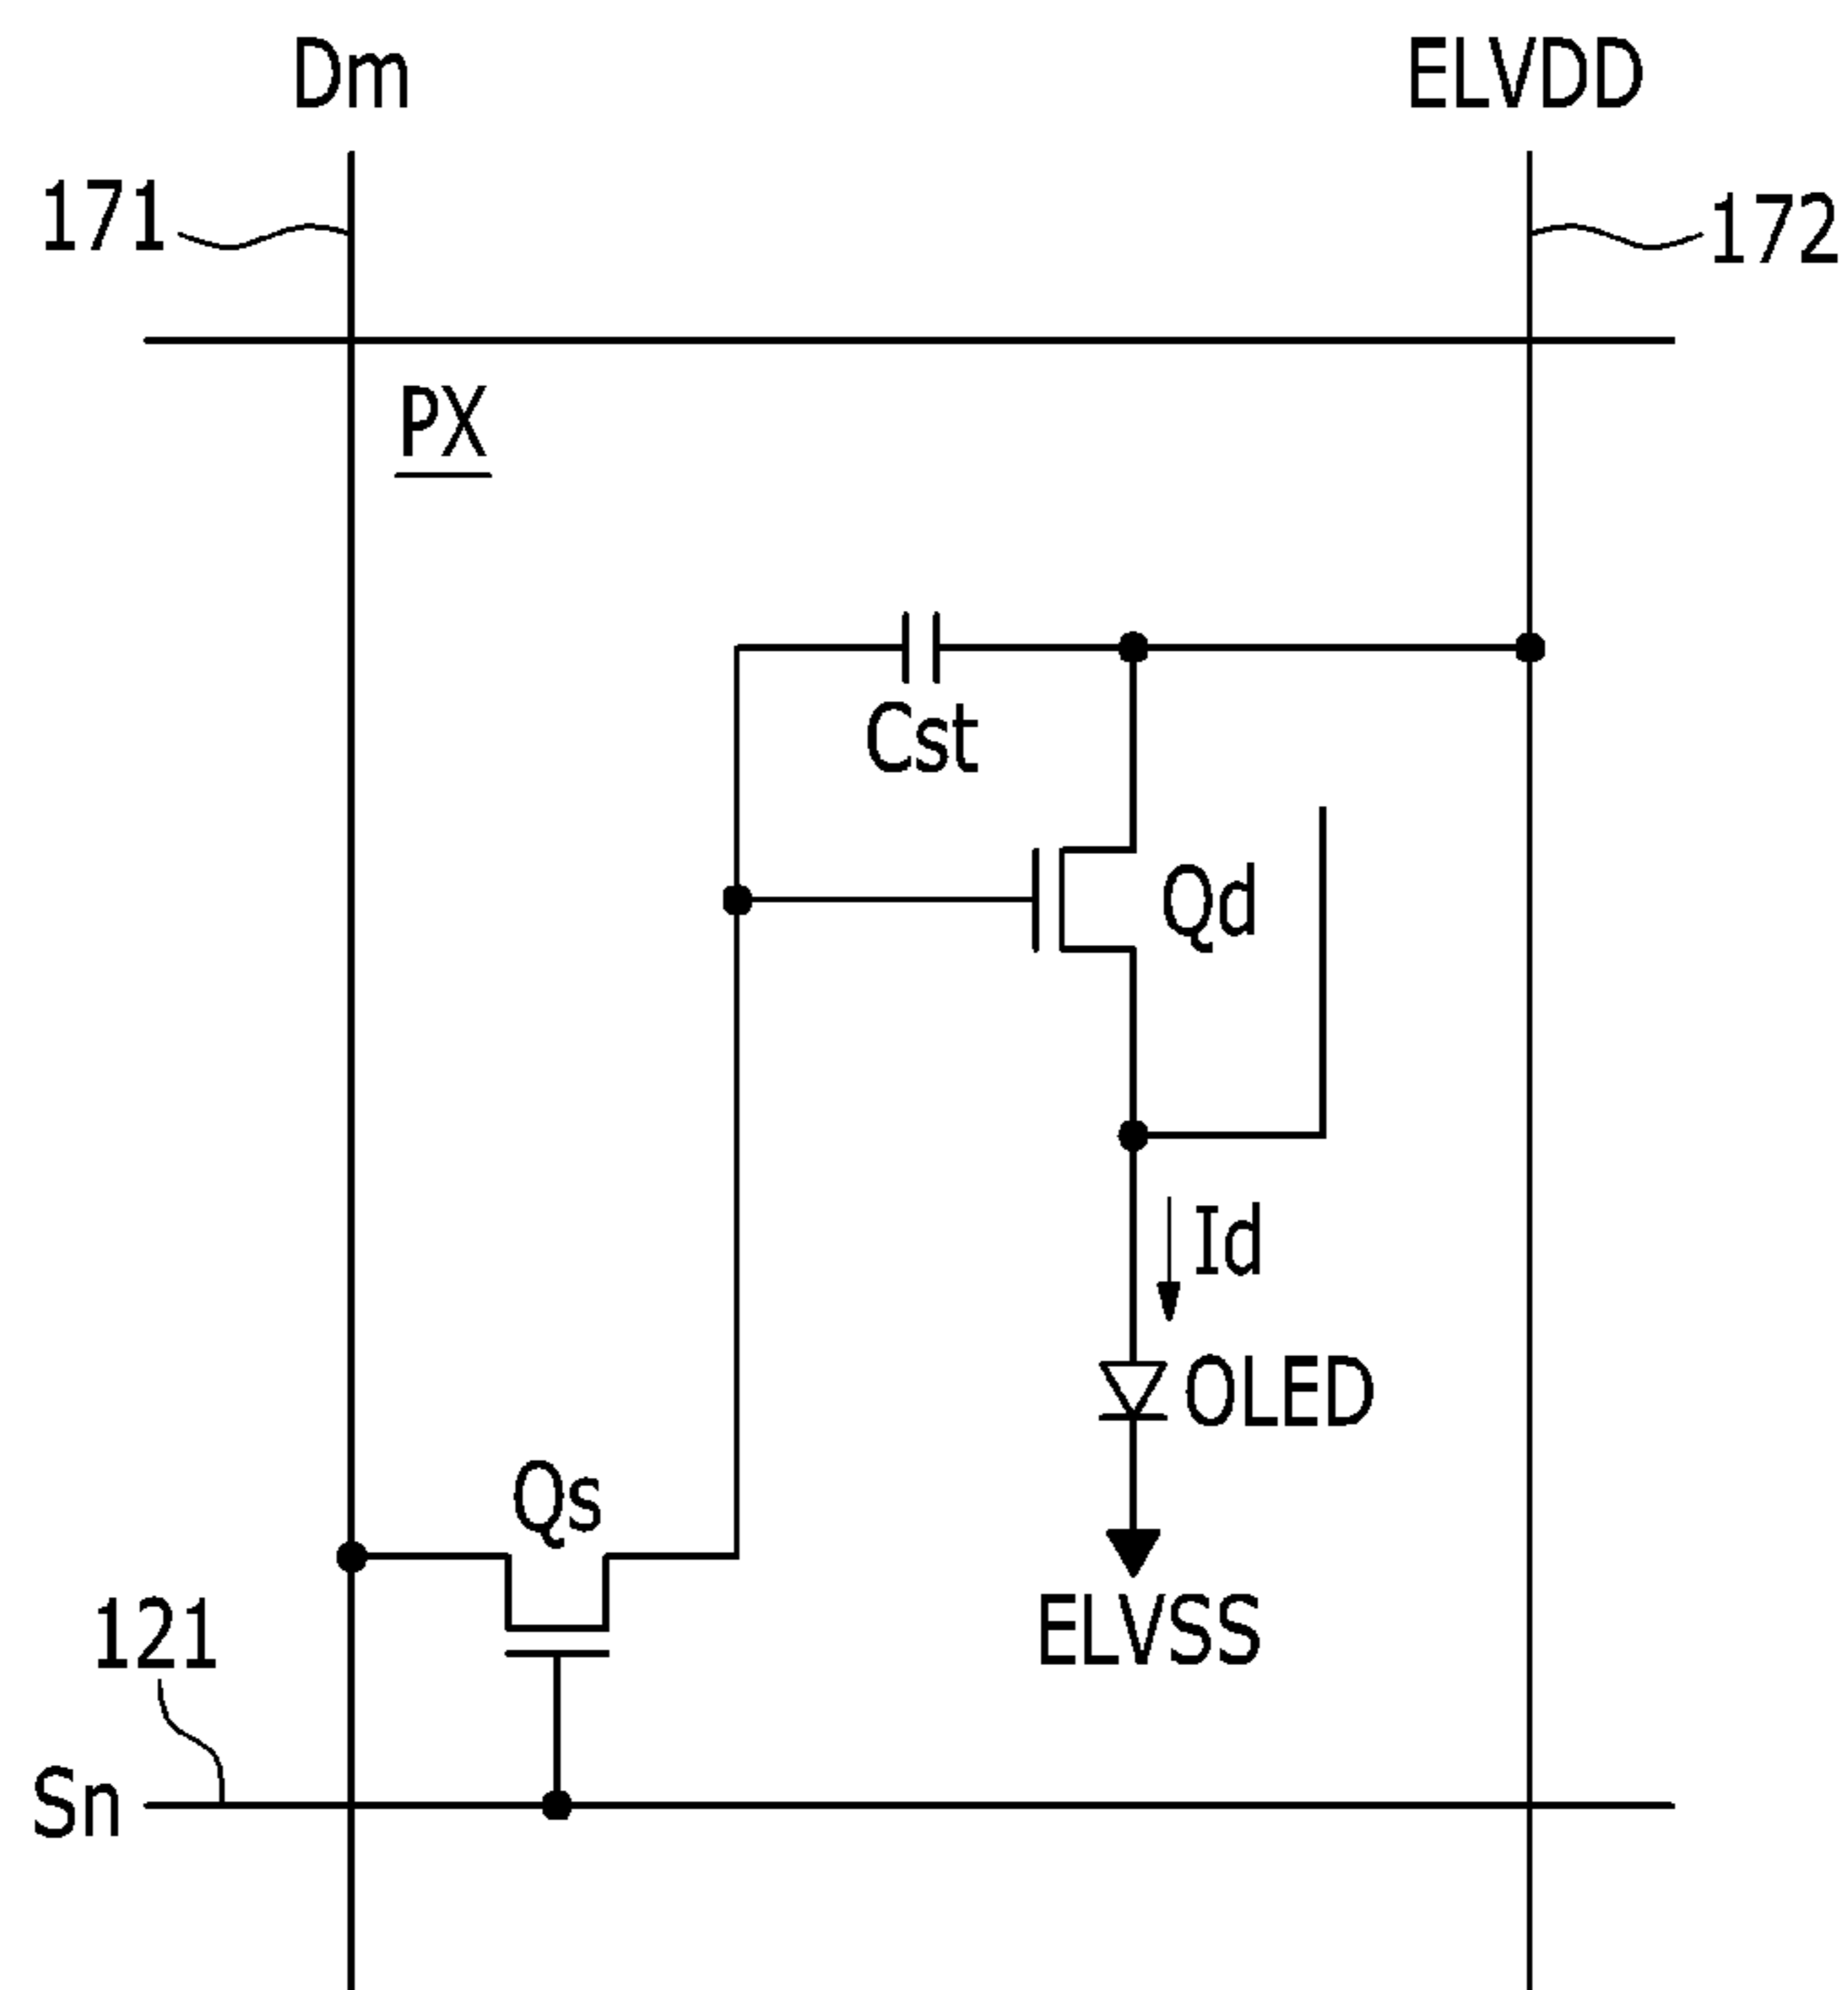 Dm
ELVDD
171
172
PX
Cst
Qd
Id
OLED
Qs
ELVSS
121
Sn